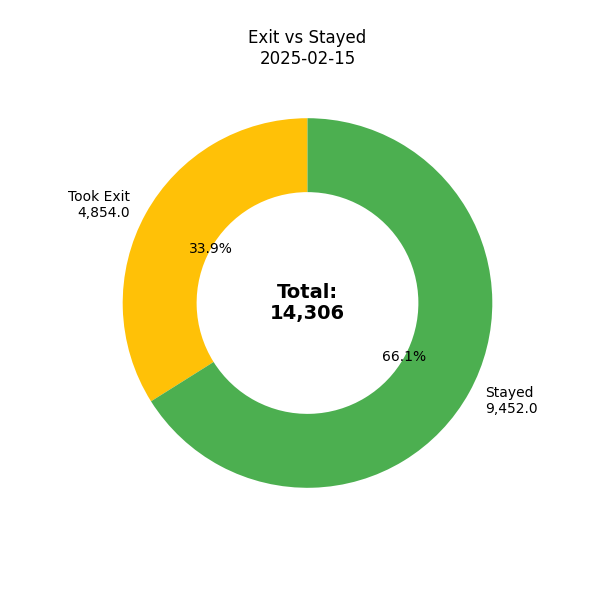 Exit vs Stayed
2025-02-15
Took Exit
4,854.0
33.9%
Total:
14,306
66.1%
Stayed
9,452.0